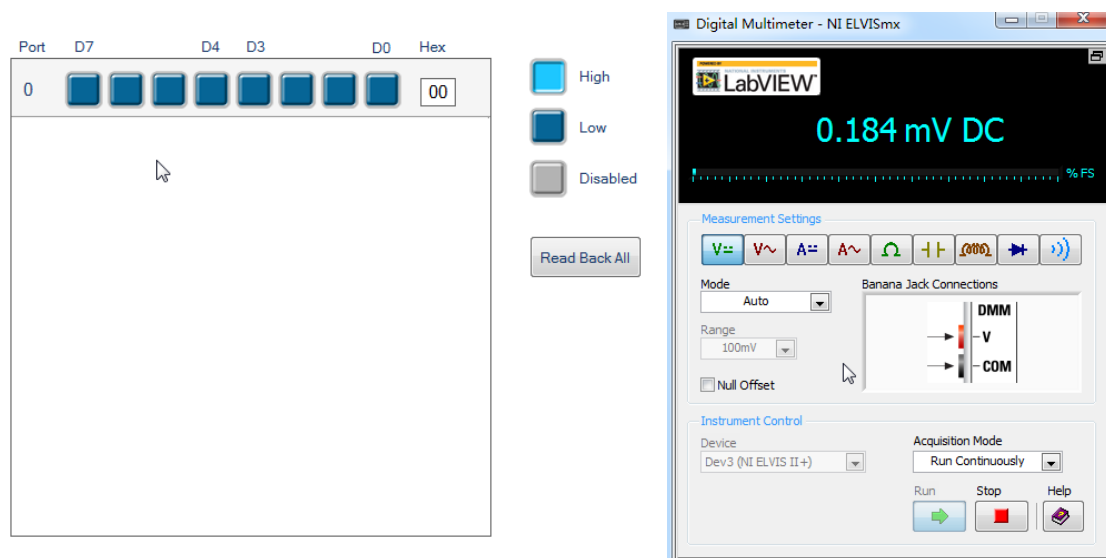 Port D7 D4 D3 D0 Hex
0 00
High
Low
Disabled
Read Back All
Digital Multimeter - NI ELVISmx
LabVIEW™
0.184 mV DC
% FS
Measurement Settings
V V A A Ω
Mode
Auto
Banana Jack Connections
Range
100mV
Null Offset
DMM
V
COM
Instrument Control
Device
Dev3 (NI ELVIS II+)
Acquisition Mode
Run Continuously
Run Stop Help